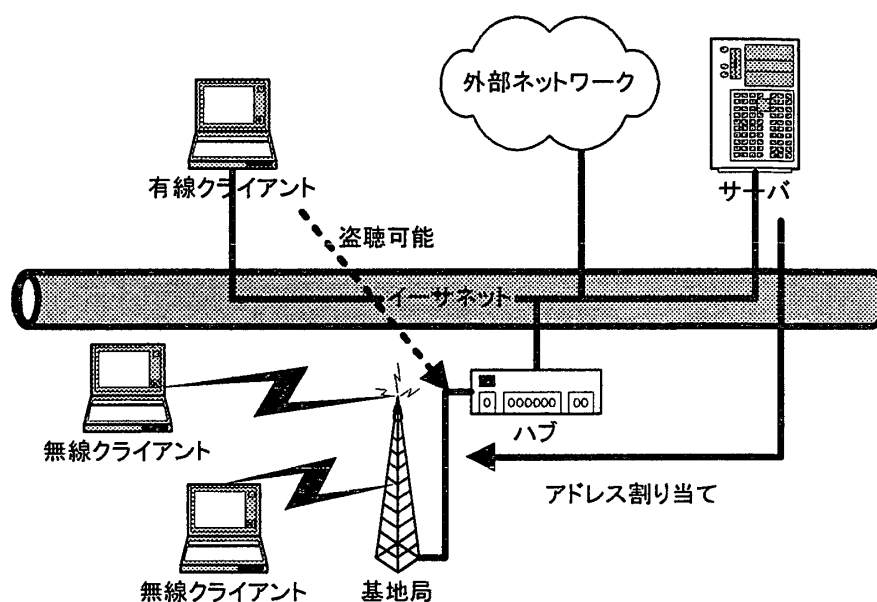 外部ネットワーク
有線クライアント
サーバ
盗聴可能
イーサネット
無線クライアント
ハブ
アドレス割り当て
無線クライアント
基地局